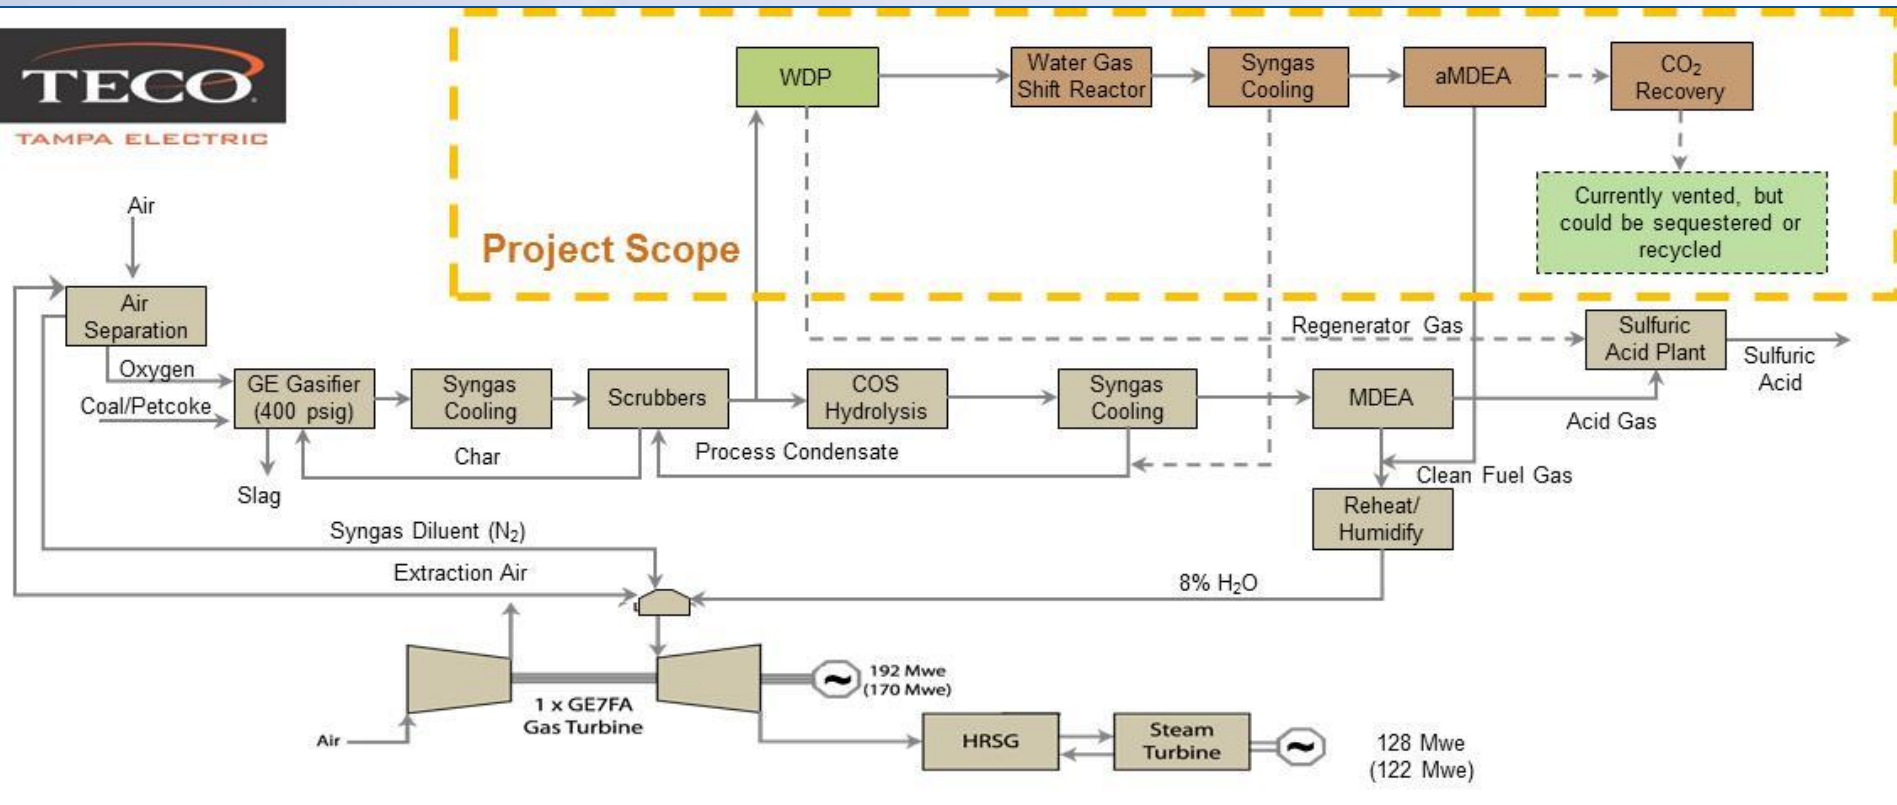 TECO
TAMPA ELECTRIC
WDP
Water Gas
Shift Reactor
Syngas
Cooling
aMDEA
CO₂
Recovery
Currently vented, but
could be sequestered or
recycled
Project Scope
Air
Air
Separation
Oxygen
Coal/Petcoke
GE Gasifier
(400 psig)
Syngas
Cooling
Scrubbers
COS
Hydrolysis
Syngas
Cooling
MDEA
Regenerator Gas
Sulfuric
Acid Plant
Sulfuric
Acid
Acid Gas
Char
Process Condensate
Slag
Clean Fuel Gas
Reheat/
Humidify
Syngas Diluent (N₂)
Extraction Air
8% H₂O
1 x GE7FA
Gas Turbine
Air
192 Mwe
(170 Mwe)
HRSG
Steam
Turbine
128 Mwe
(122 Mwe)